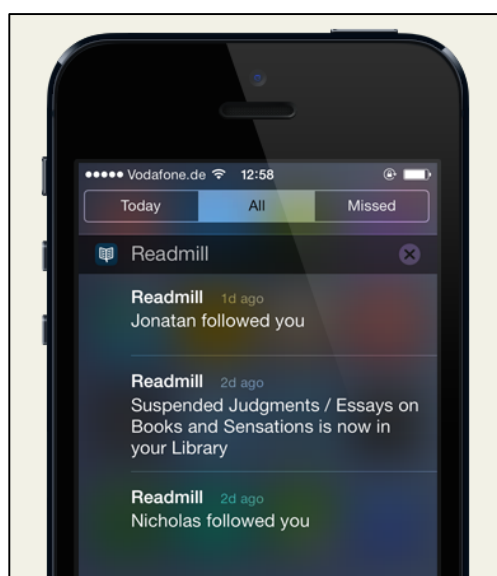 Vodafone.de 12:58
Today All Missed
Readmill
Readmill 1d ago
Jonatan followed you
Readmill 2d ago
Suspended Judgments / Essays on
Books and Sensations is now in
your Library
Readmill 2d ago
Nicholas followed you